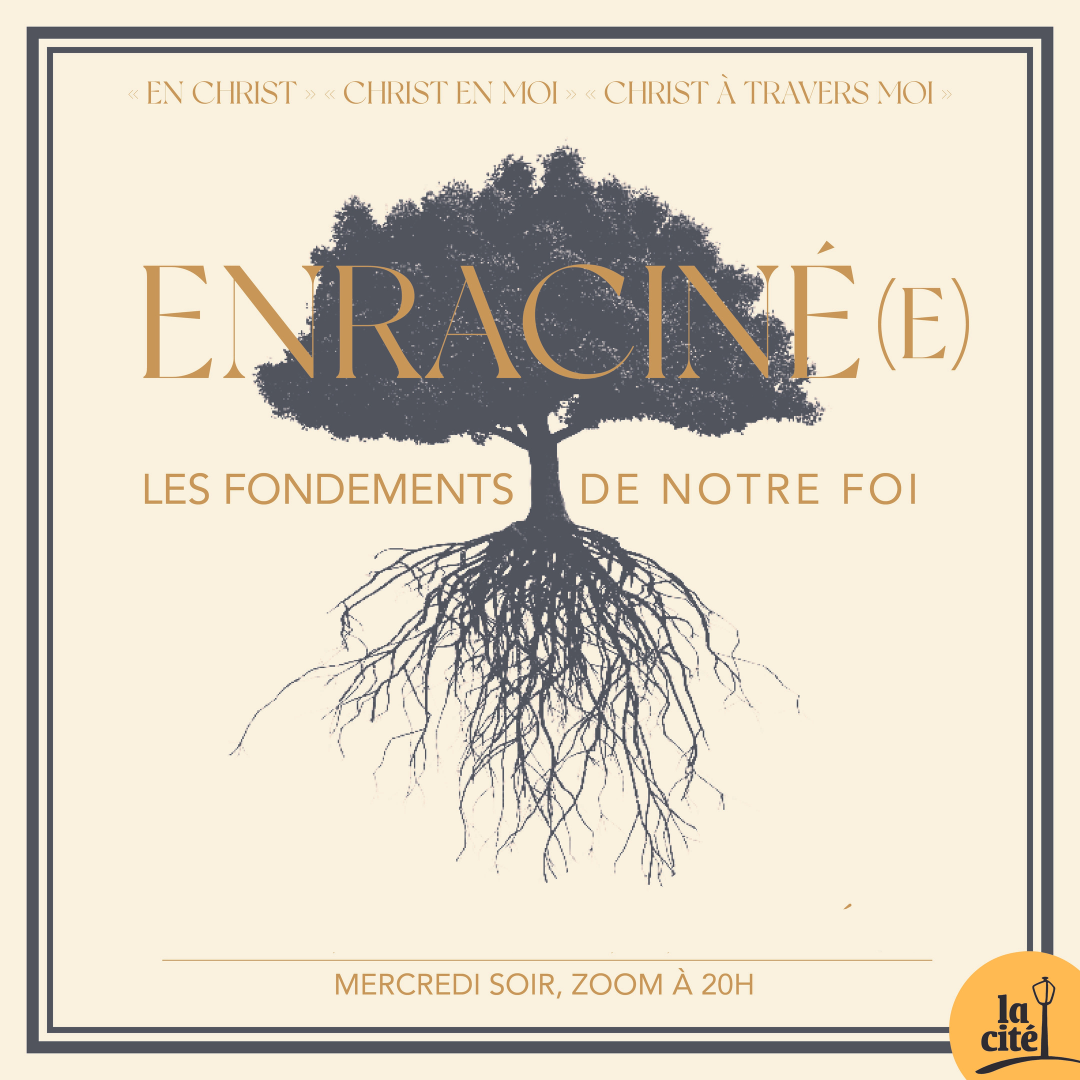 « EN CHRIST » « CHRIST EN MOI » « CHRIST À TRAVERS MOI »
ENRACINÉ (E)
LES FONDEMENTS DE NOTRE FOI
MERCREDI SOIR, ZOOM À 20H
la
cité